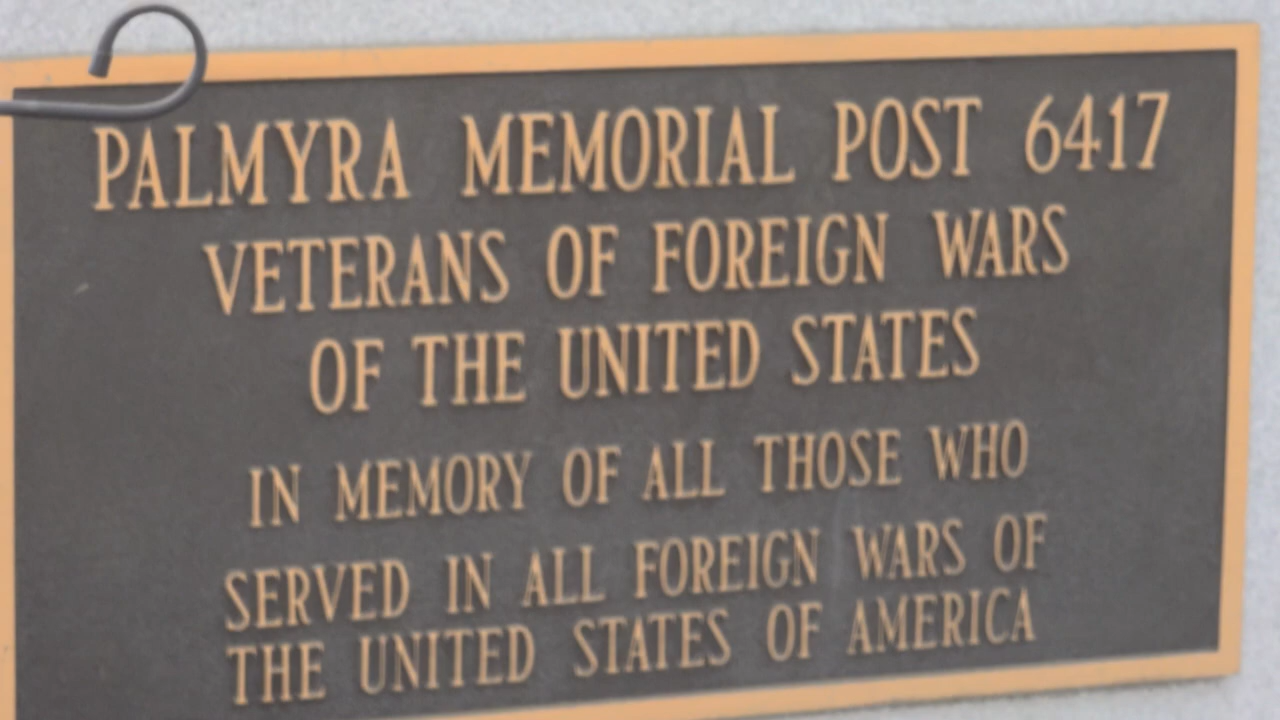 PALMYRA MEMORIAL POST 6417
VETERANS OF FOREIGN WARS
OF THE UNITED STATES
IN MEMORY OF ALL THOSE WHO
SERVED IN ALL FOREIGN WARS OF
THE UNITED STATES OF AMERICA